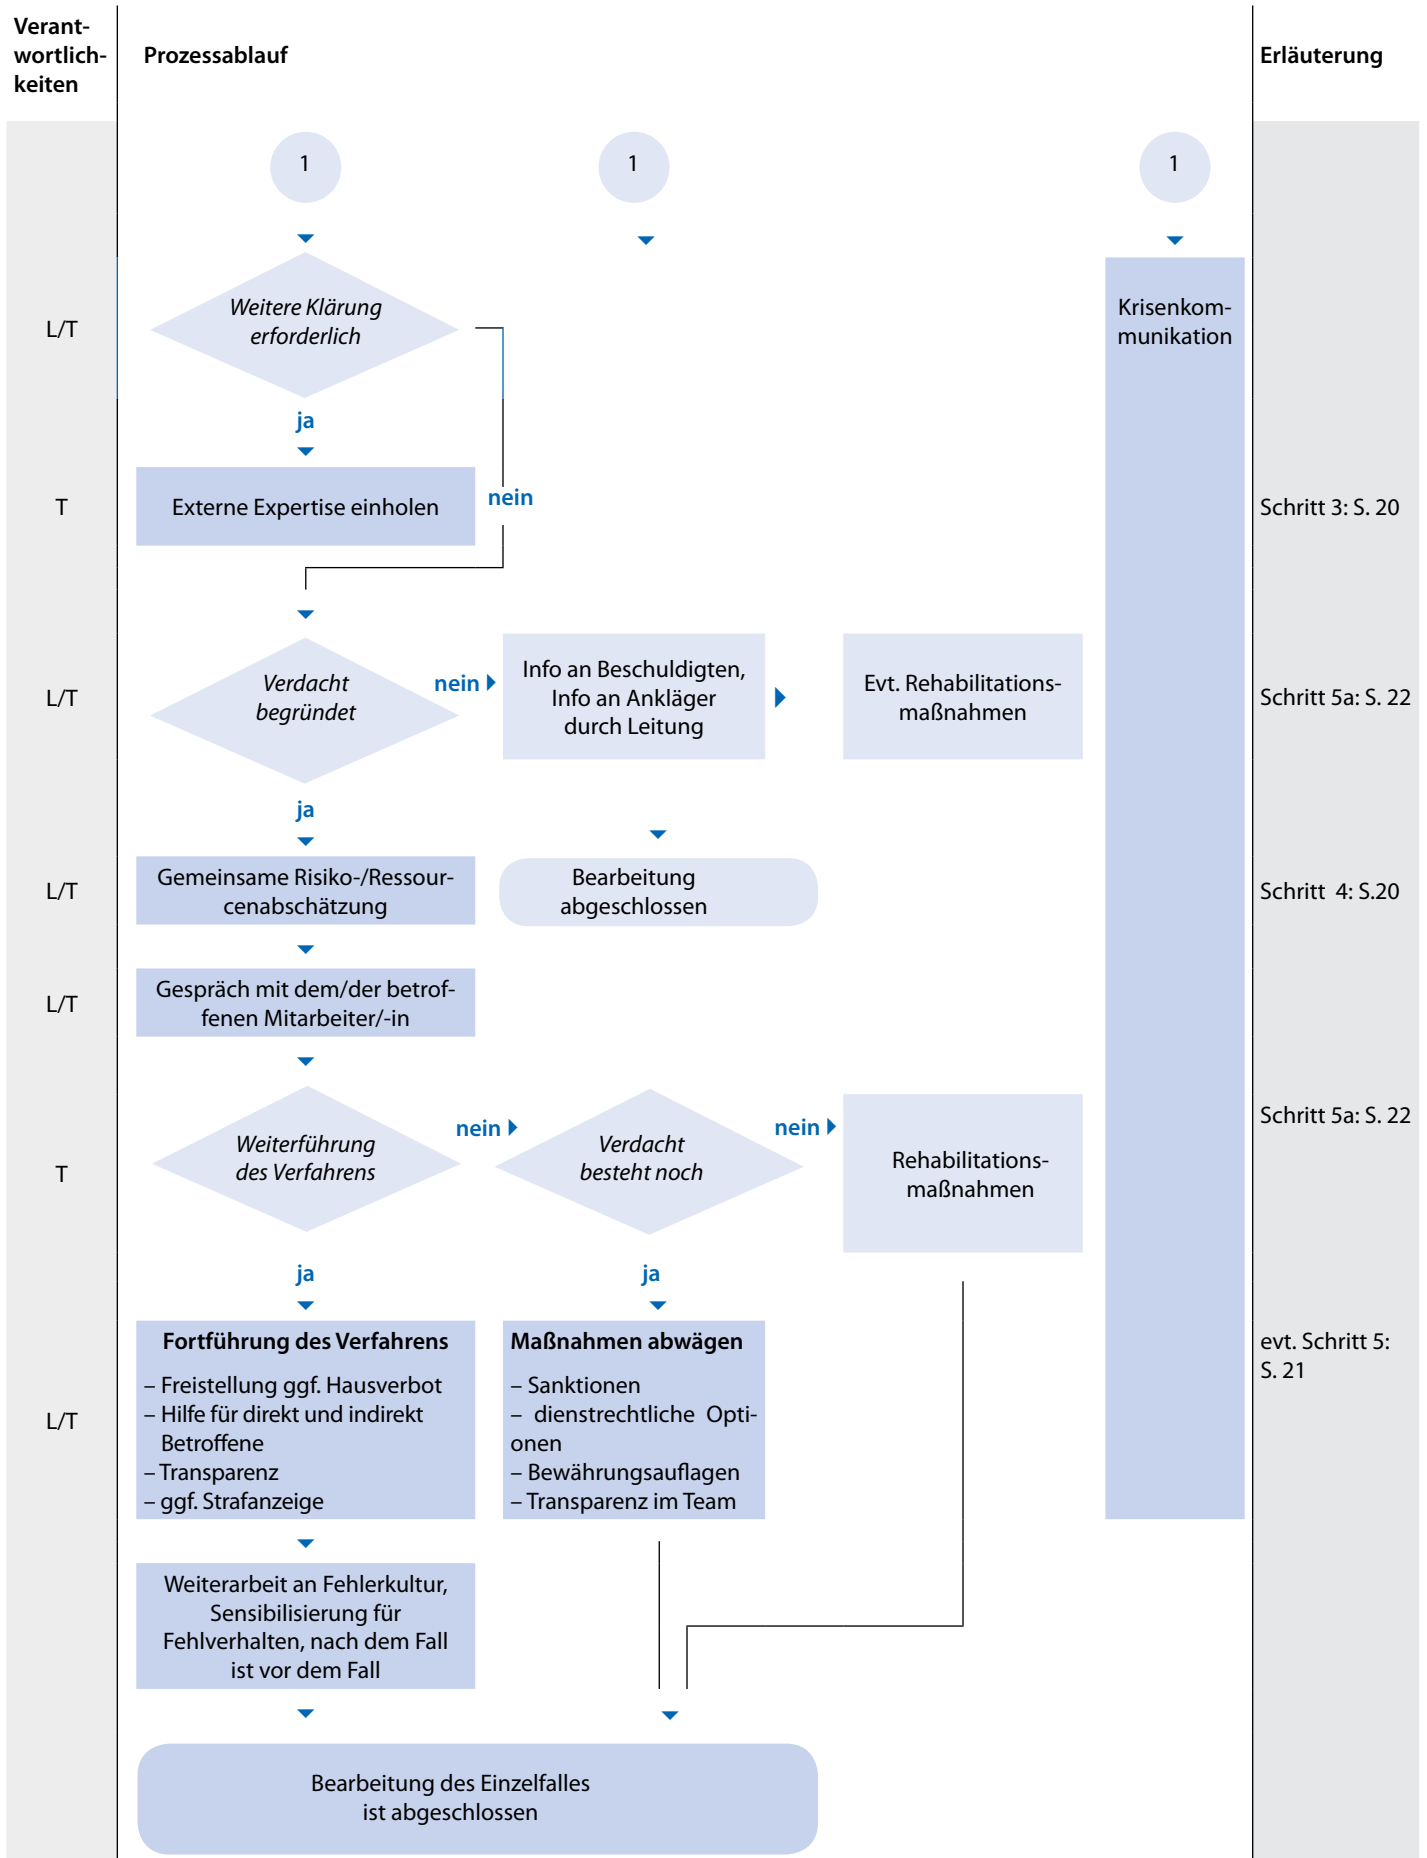 Verant-
wortlich-
keiten
Prozessablauf
Erläuterung
1
1
1
L/T
Weitere Klärung
erforderlich
Krisenkom-
munikation
ja
T
Externe Expertise einholen
nein
Schritt 3: S. 20
L/T
Verdacht
begründet
nein
Info an Beschuldigten,
Info an Ankläger
durch Leitung
Evt. Rehabilitations-
maßnahmen
Schritt 5a: S. 22
ja
L/T
Gemeinsame Risiko-/Ressour-
cenabschätzung
Bearbeitung
abgeschlossen
Schritt  4: S.20
L/T
Gespräch mit dem/der betrof-
fenen Mitarbeiter/-in
T
Weiterführung
des Verfahrens
nein
Verdacht
besteht noch
nein
Rehabilitations-
maßnahmen
Schritt 5a: S. 22
ja
ja
L/T
Fortführung des Verfahrens
– Freistellung ggf. Hausverbot
– Hilfe für direkt und indirekt
Betroffene
– Transparenz
– ggf. Strafanzeige
Maßnahmen abwägen
– Sanktionen
– dienstrechtliche Opti-
onen
– Bewährungsauflagen
– Transparenz im Team
evt. Schritt 5:
S. 21
Weiterarbeit an Fehlerkultur,
Sensibilisierung für
Fehlverhalten, nach dem Fall
ist vor dem Fall
Bearbeitung des Einzelfalles
ist abgeschlossen